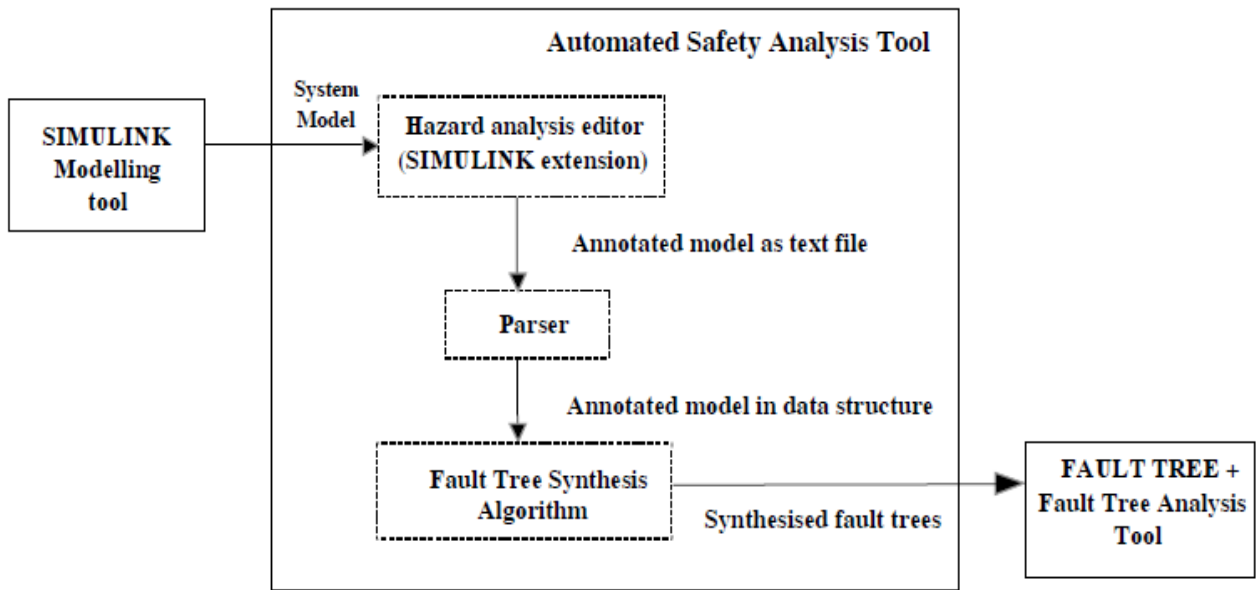 Automated Safety Analysis Tool
System
Model
SIMULINK
Modelling
tool
Hazard analysis editor
(SIMULINK extension)
Annotated model as text file
Parser
Annotated model in data structure
Fault Tree Synthesis
Algorithm
Synthesised fault trees
FAULT TREE +
Fault Tree Analysis
Tool